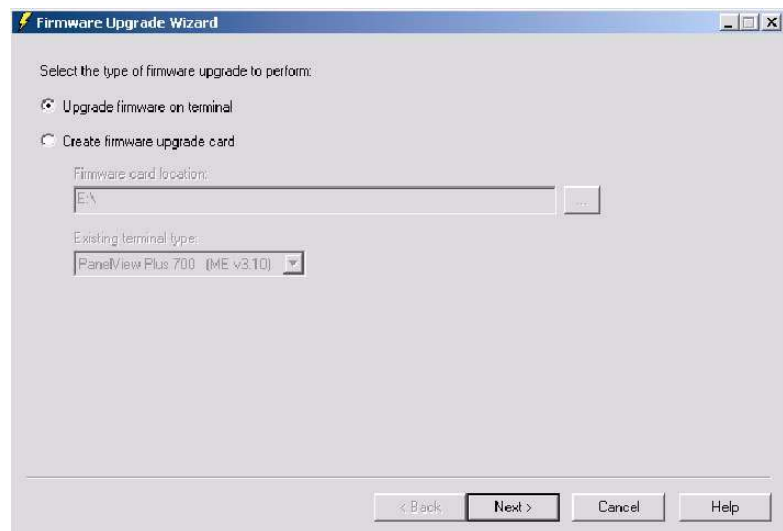 Firmware Upgrade Wizard
Select the type of firmware upgrade to perform:
Upgrade firmware on terminal
Create firmware upgrade card
Firmware card location:
E:\
...
Existing terminal type:
PanelView Plus 700 (ME v3.10)
< Back
Next >
Cancel
Help